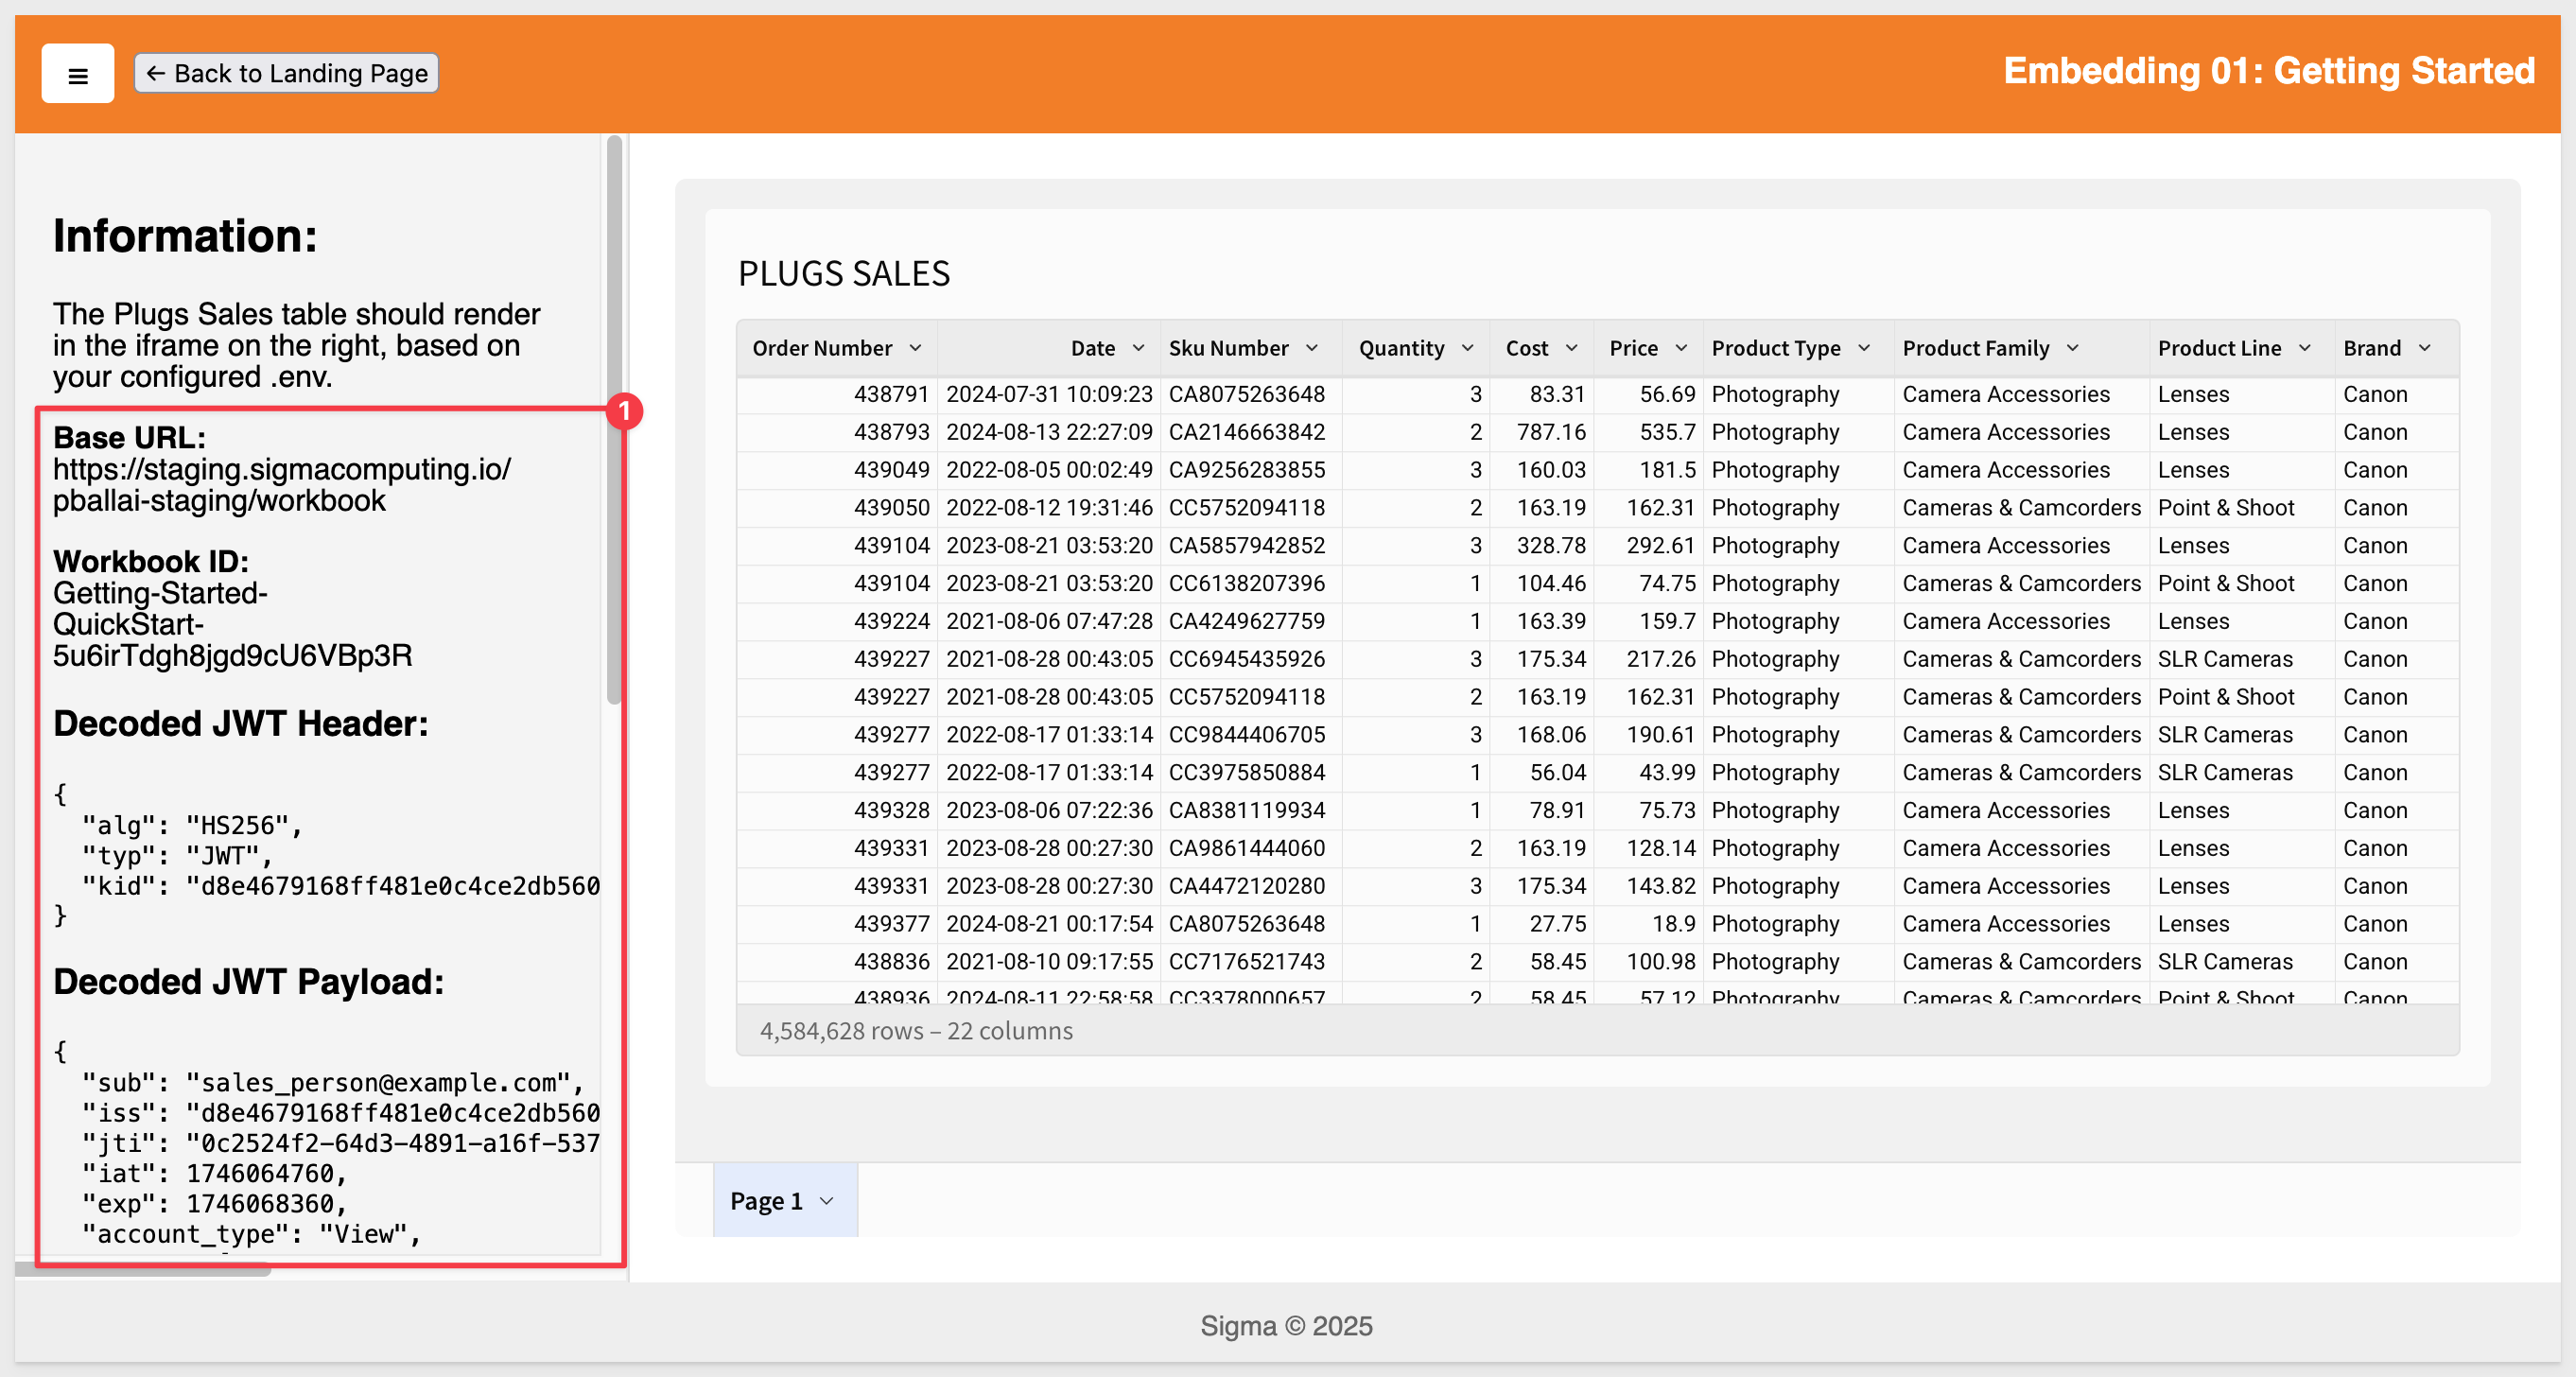 ≡
← Back to Landing Page
Embedding 01: Getting Started
Information:
The Plugs Sales table should render
in the iframe on the right, based on
your configured .env.
1
Base URL:
https://staging.sigmacomputing.io/
pballai-staging/workbook
Workbook ID:
Getting-Started-
QuickStart-
5u6irTdgh8jgd9cU6VBp3R
Decoded JWT Header:
{
"alg": "HS256",
"typ": "JWT",
"kid": "d8e4679168ff481e0c4ce2db560
}
Decoded JWT Payload:
{
"sub": "sales_person@example.com",
"iss": "d8e4679168ff481e0c4ce2db560
"jti": "0c2524f2-64d3-4891-a16f-537
"iat": 1746064760,
"exp": 1746068360,
"account_type": "View",
PLUGS SALES
Order Number Date Sku Number Quantity Cost Price Product Type Product Family Product Line Brand
438791 2024-07-31 10:09:23 CA8075263648 3 83.31 56.69 Photography Camera Accessories Lenses Canon
438793 2024-08-13 22:27:09 CA2146663842 2 787.16 535.7 Photography Camera Accessories Lenses Canon
439049 2022-08-05 00:02:49 CA9256283855 3 160.03 181.5 Photography Camera Accessories Lenses Canon
439050 2022-08-12 19:31:46 CC5752094118 2 163.19 162.31 Photography Cameras & Camcorders Point & Shoot Canon
439104 2023-08-21 03:53:20 CA5857942852 3 328.78 292.61 Photography Camera Accessories Lenses Canon
439104 2023-08-21 03:53:20 CC6138207396 1 104.46 74.75 Photography Cameras & Camcorders Point & Shoot Canon
439224 2021-08-06 07:47:28 CA4249627759 1 163.39 159.7 Photography Camera Accessories Lenses Canon
439227 2021-08-28 00:43:05 CC6945435926 3 175.34 217.26 Photography Cameras & Camcorders SLR Cameras Canon
439227 2021-08-28 00:43:05 CC5752094118 2 163.19 162.31 Photography Cameras & Camcorders Point & Shoot Canon
439277 2022-08-17 01:33:14 CC9844406705 3 168.06 190.61 Photography Cameras & Camcorders SLR Cameras Canon
439277 2022-08-17 01:33:14 CC3975850884 1 56.04 43.99 Photography Cameras & Camcorders SLR Cameras Canon
439328 2023-08-06 07:22:36 CA8381119934 1 78.91 75.73 Photography Camera Accessories Lenses Canon
439331 2023-08-28 00:27:30 CA9861444060 2 163.19 128.14 Photography Camera Accessories Lenses Canon
439331 2023-08-28 00:27:30 CA4472120280 3 175.34 143.82 Photography Camera Accessories Lenses Canon
439377 2024-08-21 00:17:54 CA8075263648 1 27.75 18.9 Photography Camera Accessories Lenses Canon
438836 2021-08-10 09:17:55 CC7176521743 2 58.45 100.98 Photography Cameras & Camcorders SLR Cameras Canon
438936 2024-08-11 22:58:58 CC3378000657 2 58.45 57.12 Photography Cameras & Camcorders Point & Shoot Canon
4,584,628 rows – 22 columns
Page 1
Sigma © 2025